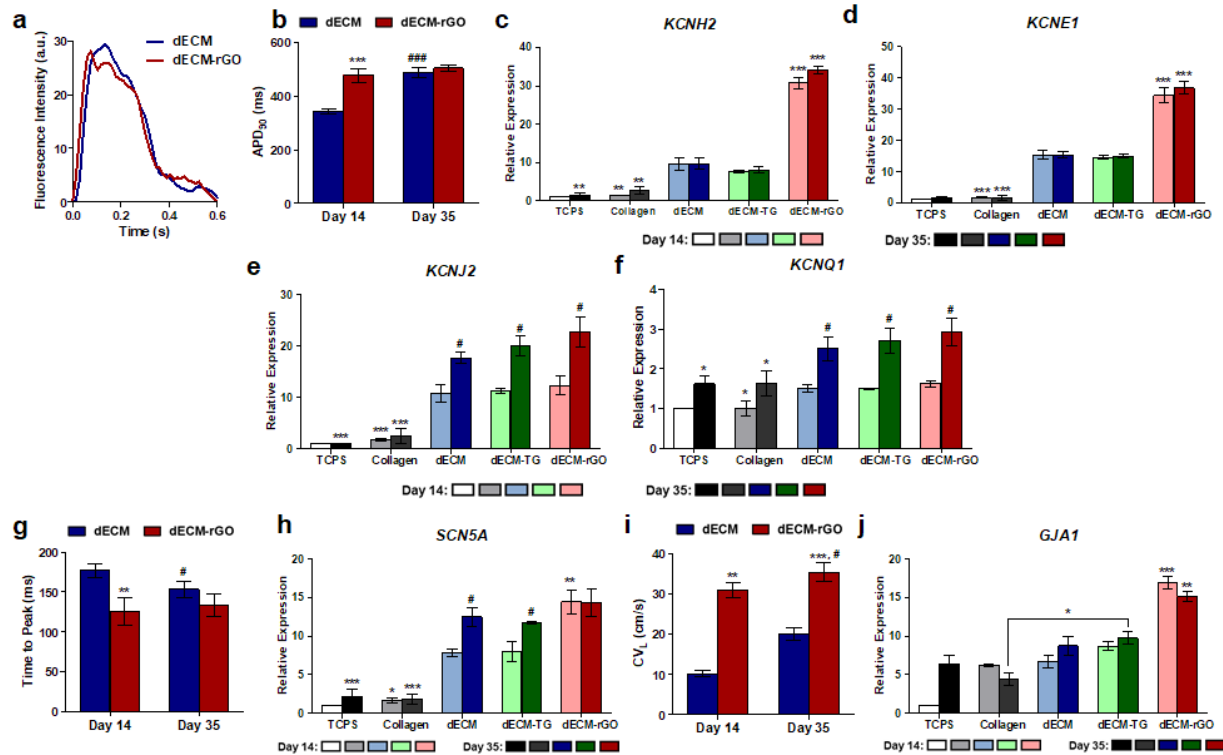 a
dECM
dECM-rGO
Fluorescence Intensity (a.u.)
30
20
10
0
0.0 0.2 0.4 0.6
Time (s)
b
dECM dECM-rGO
APD30 (ms)
600
400
200
0
*** ###
Day 14 Day 35
c
KCNH2
Relative Expression
40
30
20
10
0
** ** ** *** ***
TCPS Collagen dECM dECM-TG dECM-rGO
Day 14:
d
KCNE1
Relative Expression
50
40
30
20
10
0
*** *** *** ***
TCPS Collagen dECM dECM-TG dECM-rGO
Day 35:
e
KCNJ2
Relative Expression
30
20
10
0
*** *** *** # # #
TCPS Collagen dECM dECM-TG dECM-rGO
Day 14:
f
KCNQ1
Relative Expression
4
3
2
1
0
* * * # # #
TCPS Collagen dECM dECM-TG dECM-rGO
Day 35:
g
dECM dECM-rGO
Time to Peak (ms)
200
150
100
50
0
** #
Day 14 Day 35
h
SCN5A
Relative Expression
20
15
10
5
0
*** * *** # # **
TCPS Collagen dECM dECM-TG dECM-rGO
Day 14: Day 35:
i
dECM dECM-rGO
CVL (cm/s)
40
30
20
10
0
** ***, #
Day 14 Day 35
j
GJA1
Relative Expression
20
15
10
5
0
* *** **
TCPS Collagen dECM dECM-TG dECM-rGO
Day 14: Day 35: